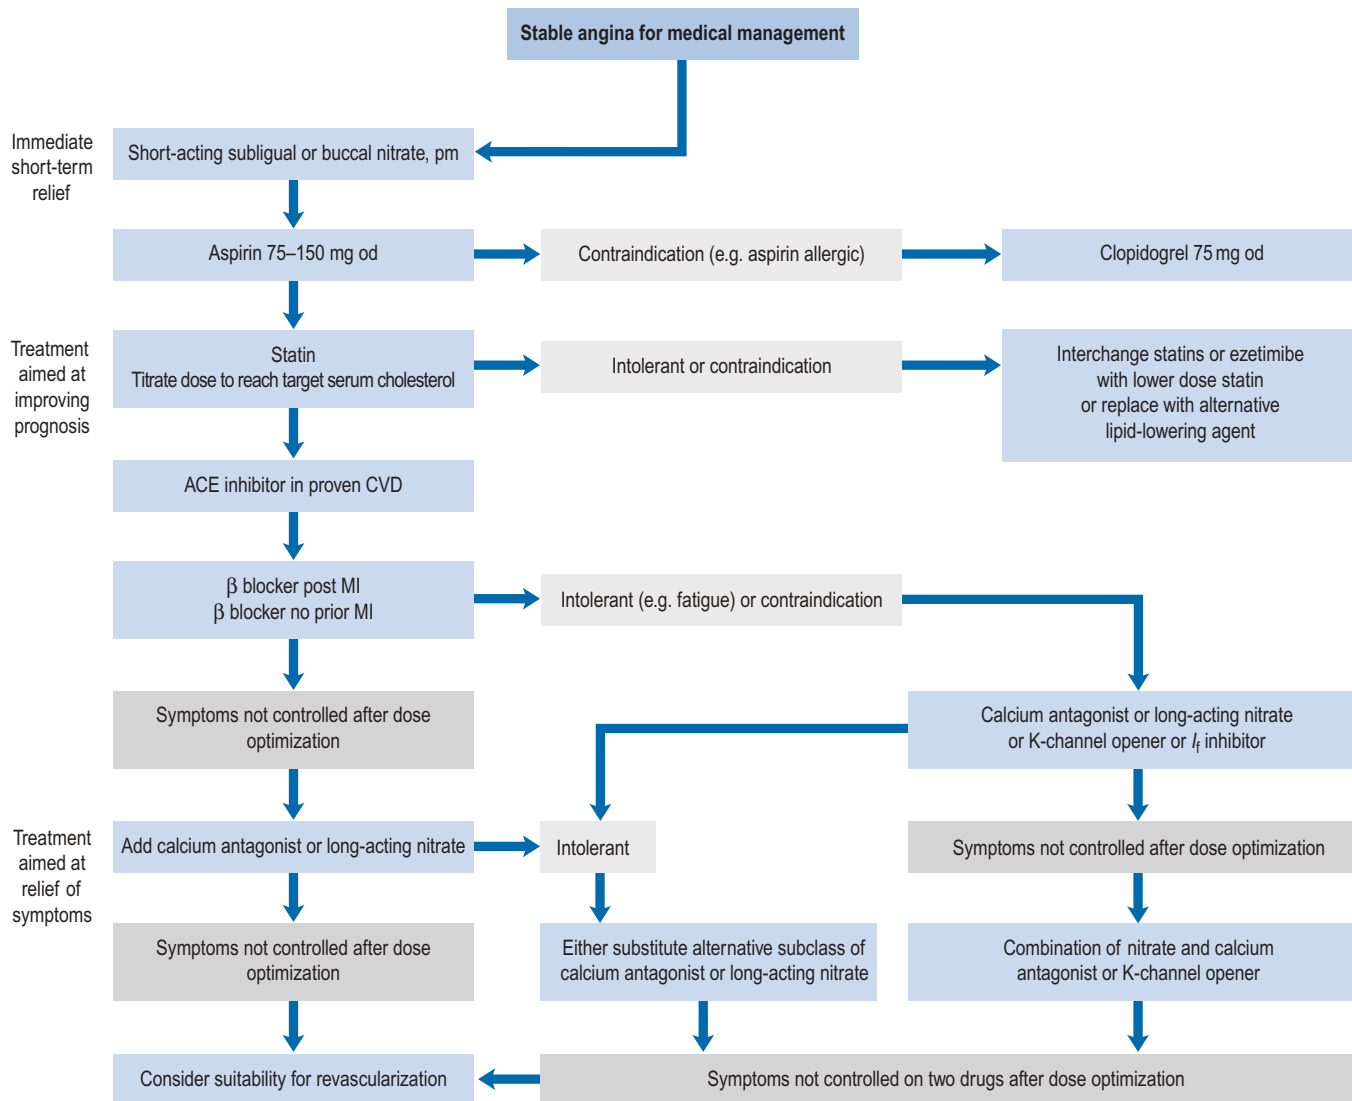 Stable angina for medical management
Immediate
short-term
relief
Short-acting subligual or buccal nitrate, pm
Aspirin 75–150 mg od
Contraindication (e.g. aspirin allergic)
Clopidogrel 75 mg od
Treatment
aimed at
improving
prognosis
Statin
Titrate dose to reach target serum cholesterol
Intolerant or contraindication
Interchange statins or ezetimibe
with lower dose statin
or replace with alternative
lipid-lowering agent
ACE inhibitor in proven CVD
β blocker post MI
β blocker no prior MI
Intolerant (e.g. fatigue) or contraindication
Symptoms not controlled after dose
optimization
Calcium antagonist or long-acting nitrate
or K-channel opener or If inhibitor
Treatment
aimed at
relief of
symptoms
Add calcium antagonist or long-acting nitrate
Intolerant
Symptoms not controlled after dose optimization
Symptoms not controlled after dose
optimization
Either substitute alternative subclass of
calcium antagonist or long-acting nitrate
Combination of nitrate and calcium
antagonist or K-channel opener
Consider suitability for revascularization
Symptoms not controlled on two drugs after dose optimization